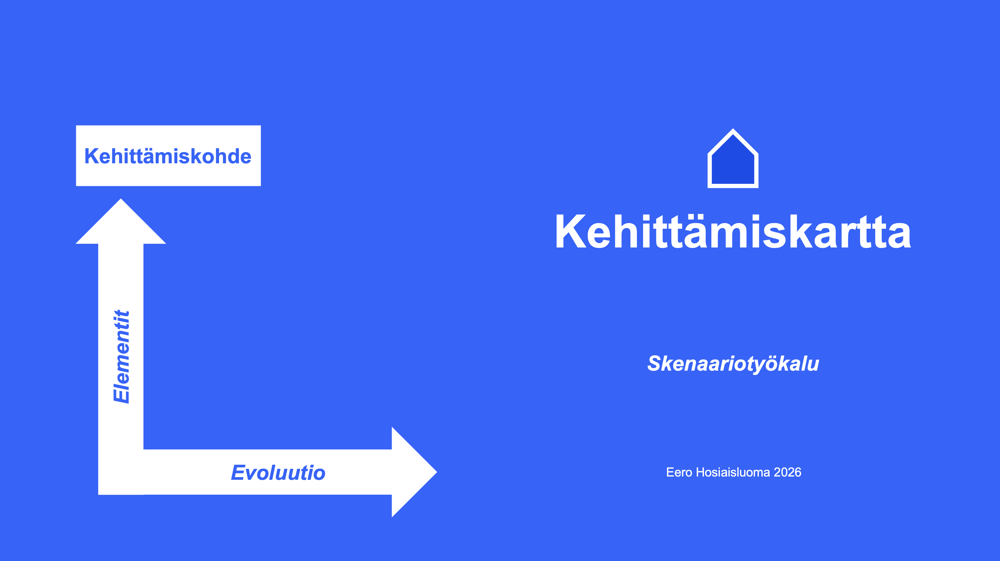 Kehittämiskohde
Elementit
Evoluutio
Kehittämiskartta
Skenaariotyökalu
Eero Hosiaisluoma 2026